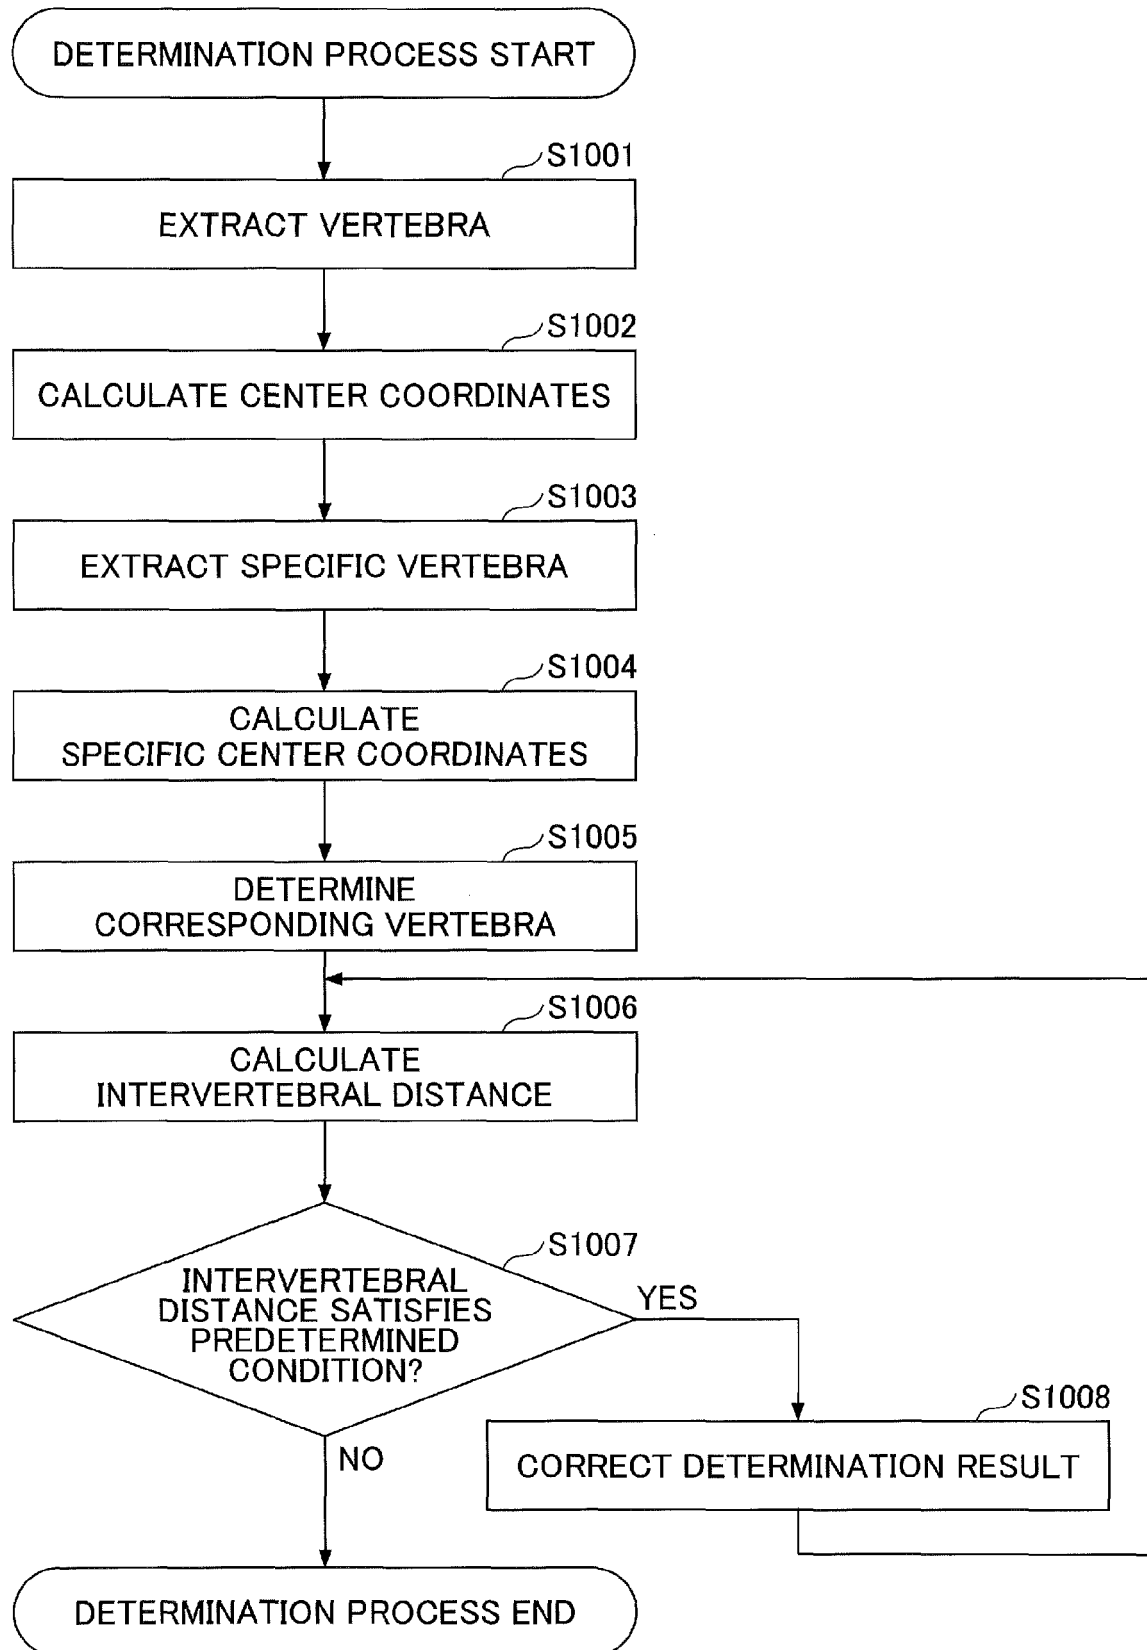 DETERMINATION PROCESS START
S1001
EXTRACT VERTEBRA
S1002
CALCULATE CENTER COORDINATES
S1003
EXTRACT SPECIFIC VERTEBRA
S1004
CALCULATE
SPECIFIC CENTER COORDINATES
S1005
DETERMINE
CORRESPONDING VERTEBRA
S1006
CALCULATE
INTERVERTEBRAL DISTANCE
S1007
INTERVERTEBRAL
DISTANCE SATISFIES
PREDETERMINED
CONDITION?
YES
S1008
CORRECT DETERMINATION RESULT
NO
DETERMINATION PROCESS END